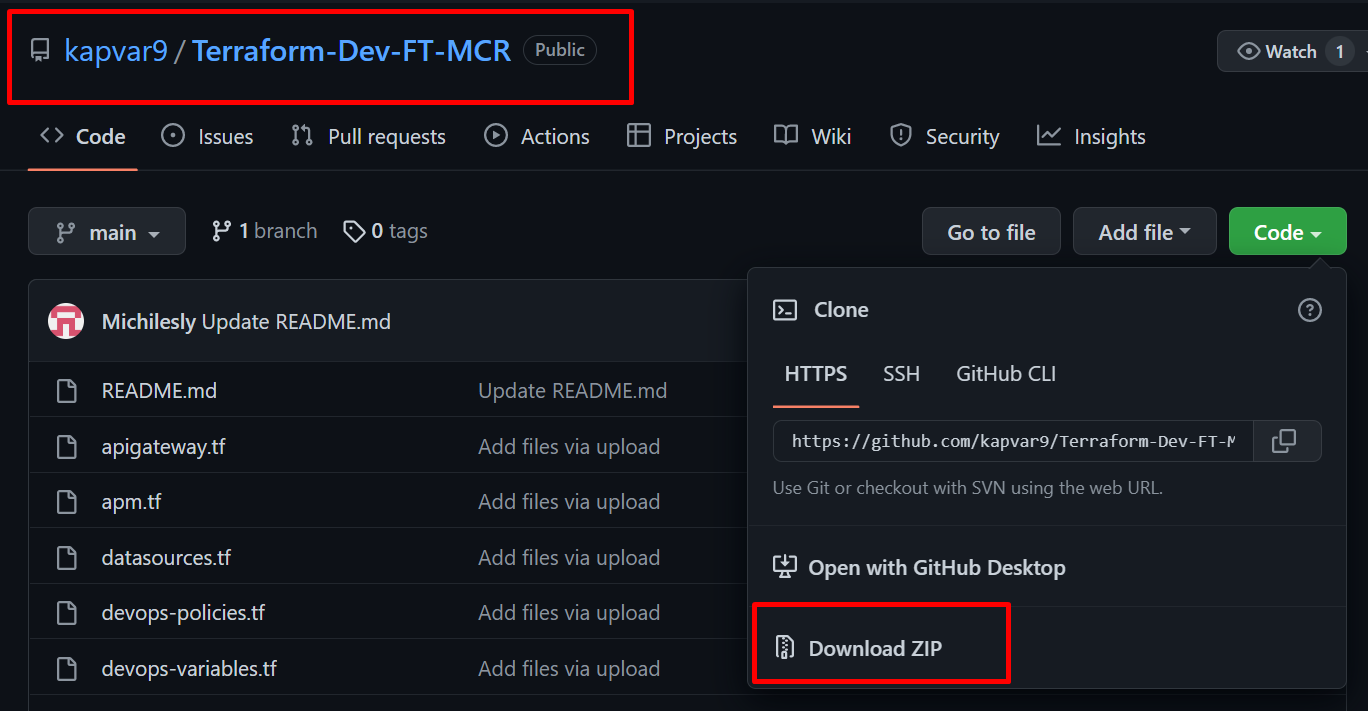 kapvar9 / Terraform-Dev-FT-MCR Public
Watch 1
Code Issues Pull requests Actions Projects Wiki Security Insights
main 1 branch 0 tags Go to file Add file Code
Michilesly Update README.md
README.md Update README.md
apigateway.tf Add files via upload
apm.tf Add files via upload
datasources.tf Add files via upload
devops-policies.tf Add files via upload
devops-variables.tf Add files via upload
Clone
HTTPS SSH GitHub CLI
https://github.com/kapvar9/Terraform-Dev-FT-M
Use Git or checkout with SVN using the web URL.
Open with GitHub Desktop
Download ZIP